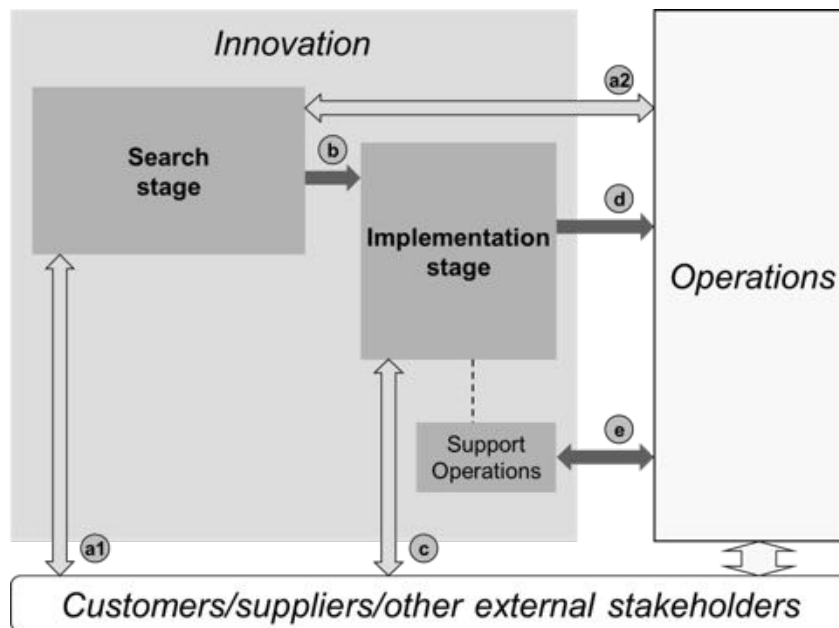 Innovation
a2
Search
stage
b
Implementation
stage
d
Operations
Support
Operations
e
a1
c
Customers/suppliers/other external stakeholders